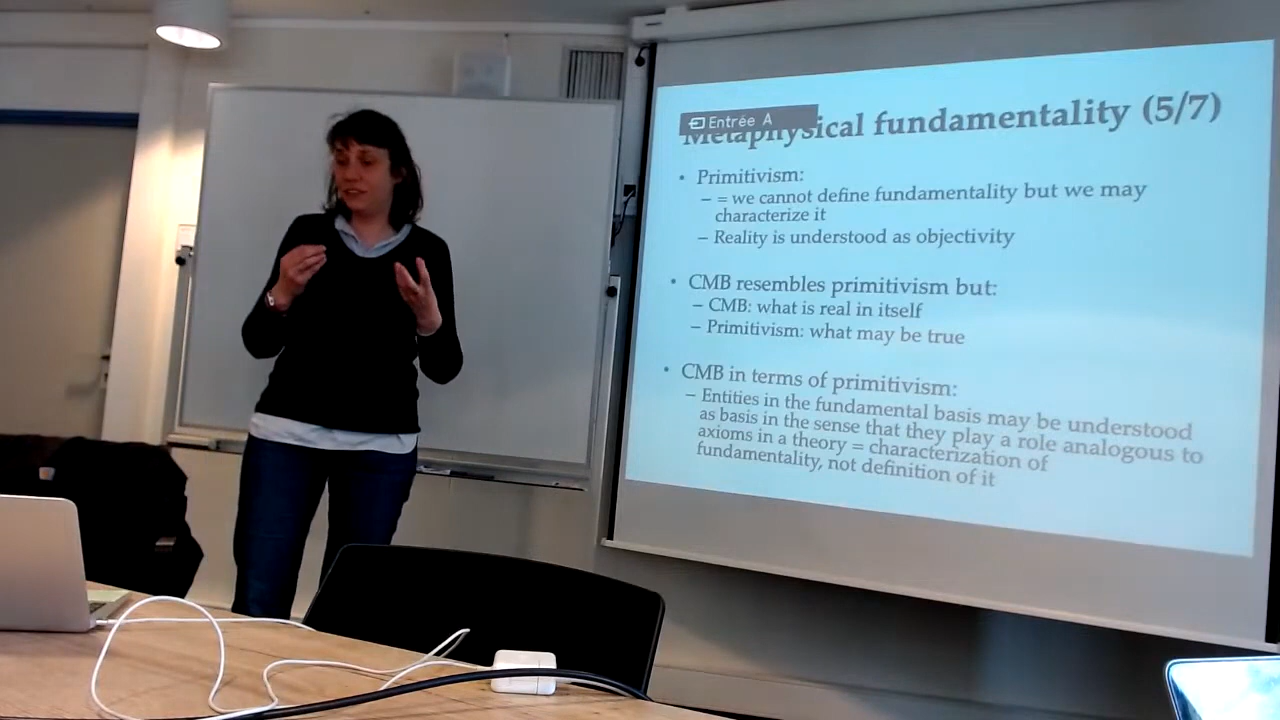 Entrée A
Metaphysical fundamentality (5/7)
• Primitivism:
– = we cannot define fundamentality but we may
characterize it
– Reality is understood as objectivity
• CMB resembles primitivism but:
– CMB: what is real in itself
– Primitivism: what may be true
• CMB in terms of primitivism:
– Entities in the fundamental basis may be understood
as basis in the sense that they play a role analogous to
axioms in a theory = characterization of
fundamentality, not definition of it